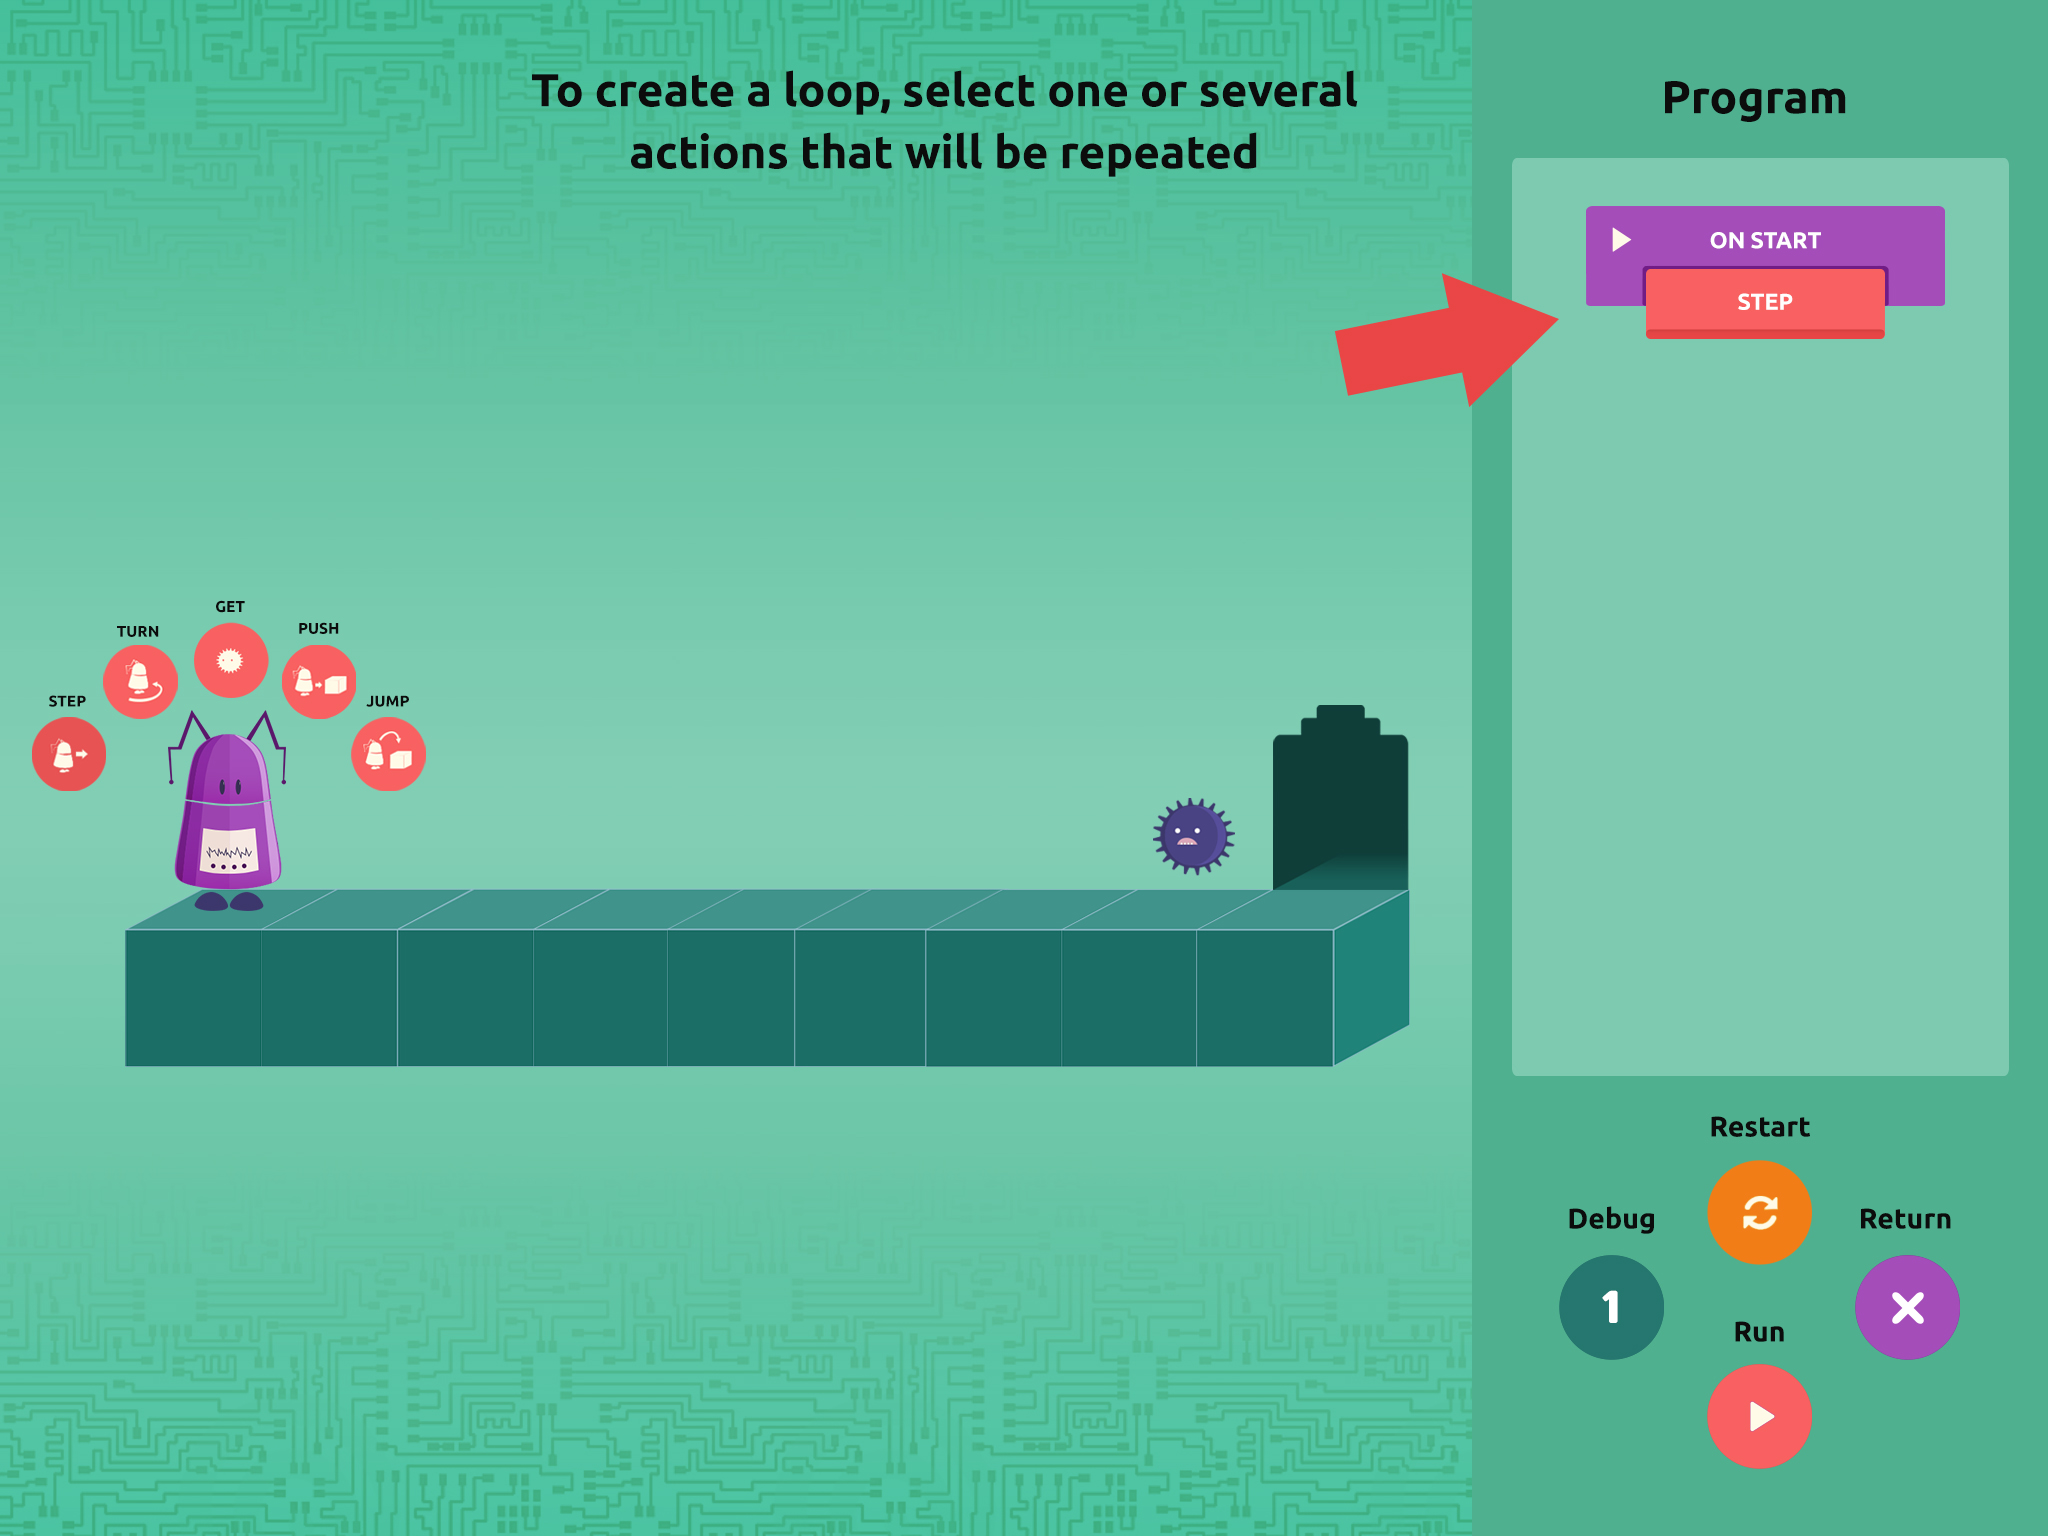 To create a loop, select one or several
actions that will be repeated
Program
ON START
STEP
GET
TURN
PUSH
STEP
JUMP
Restart
Debug
Return
1
Run